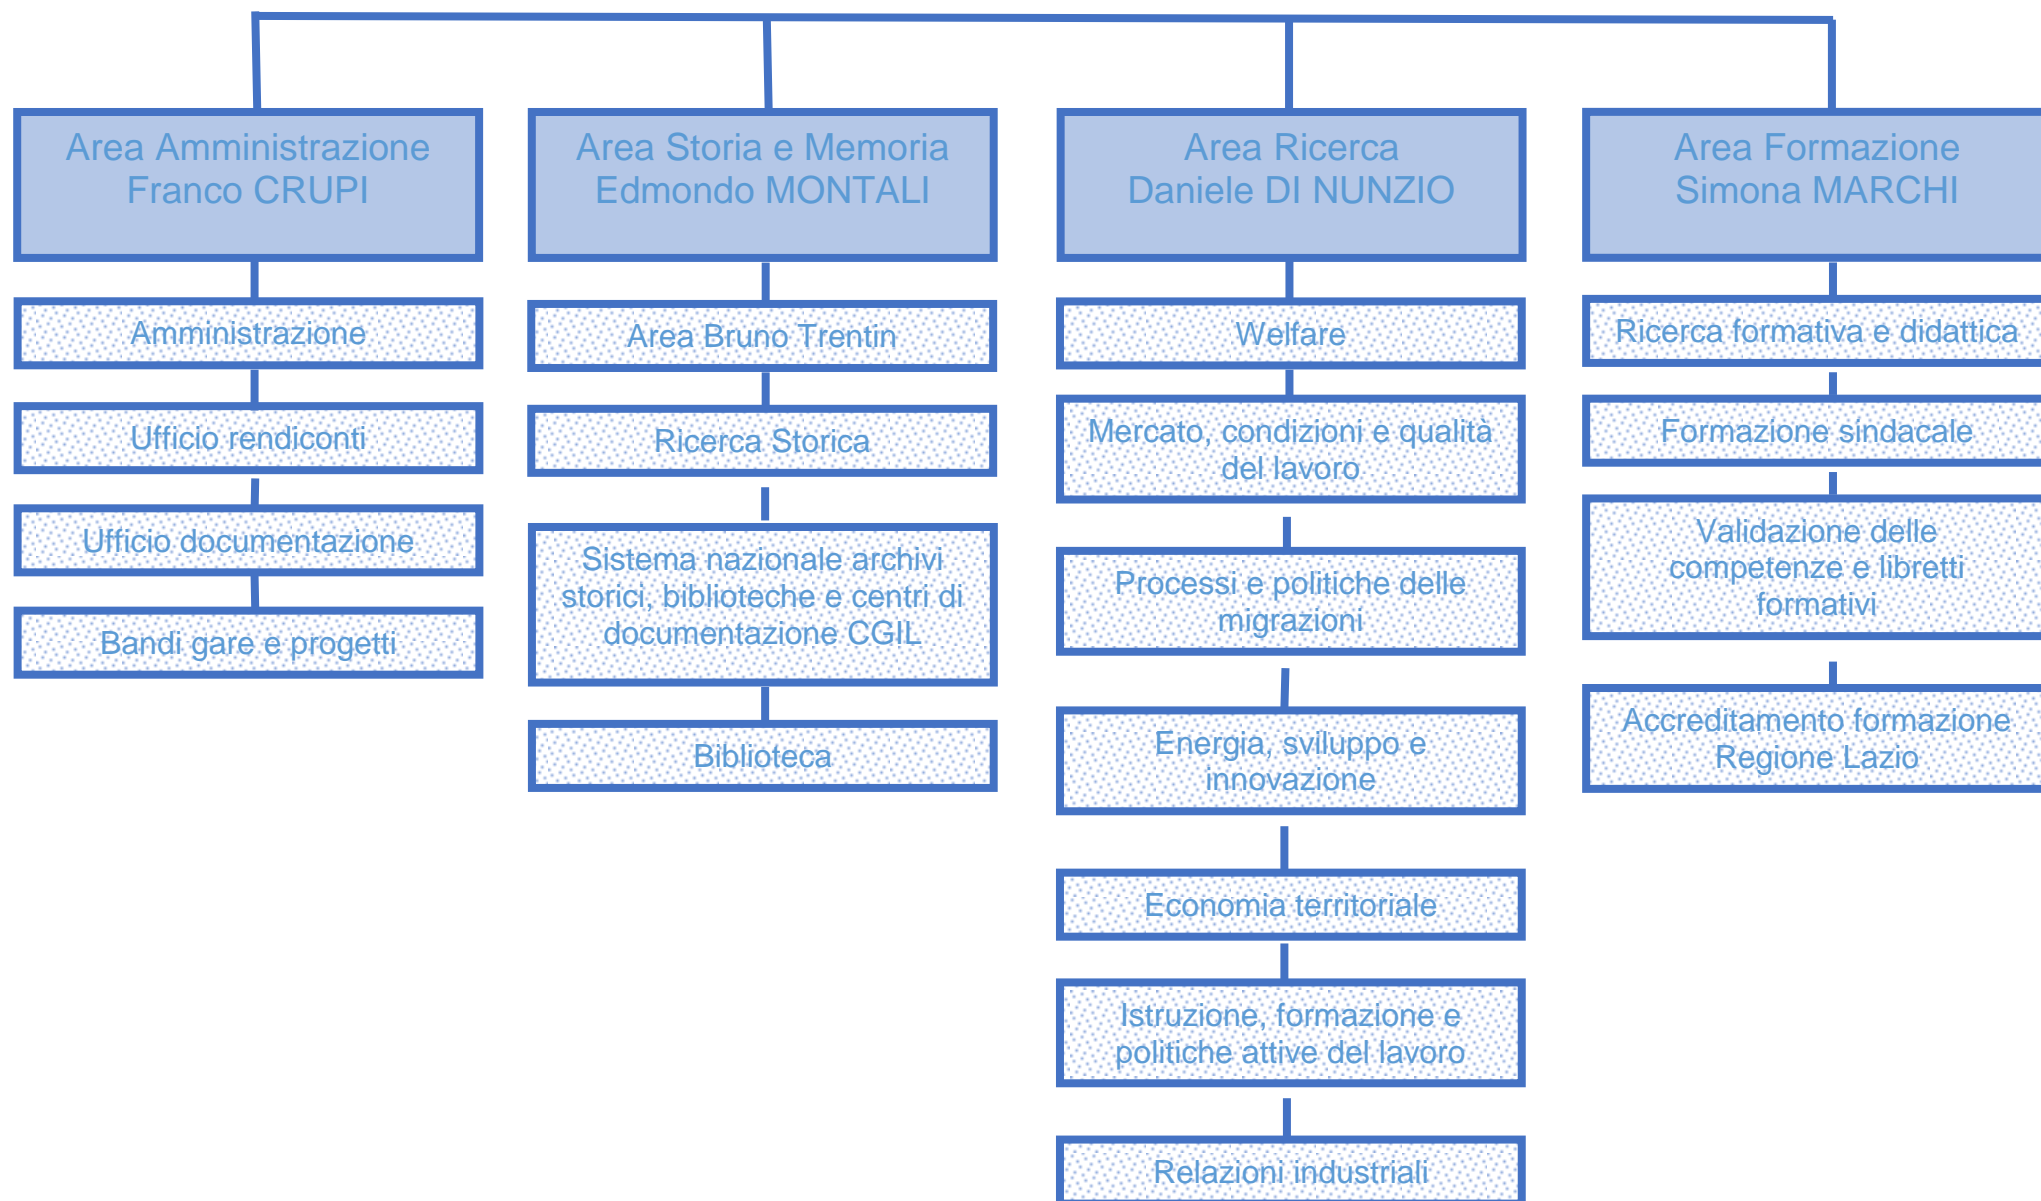 Area Amministrazione
Franco CRUPI
Amministrazione
Ufficio rendiconti
Ufficio documentazione
Bandi gare e progetti
Area Storia e Memoria
Edmondo MONTALI
Area Bruno Trentin
Ricerca Storica
Sistema nazionale archivi
storici, biblioteche e centri di
documentazione CGIL
Biblioteca
Area Ricerca
Daniele DI NUNZIO
Welfare
Mercato, condizioni e qualità
del lavoro
Processi e politiche delle
migrazioni
Energia, sviluppo e
innovazione
Economia territoriale
Istruzione, formazione e
politiche attive del lavoro
Relazioni industriali
Area Formazione
Simona MARCHI
Ricerca formativa e didattica
Formazione sindacale
Validazione delle
competenze e libretti
formativi
Accreditamento formazione
Regione Lazio